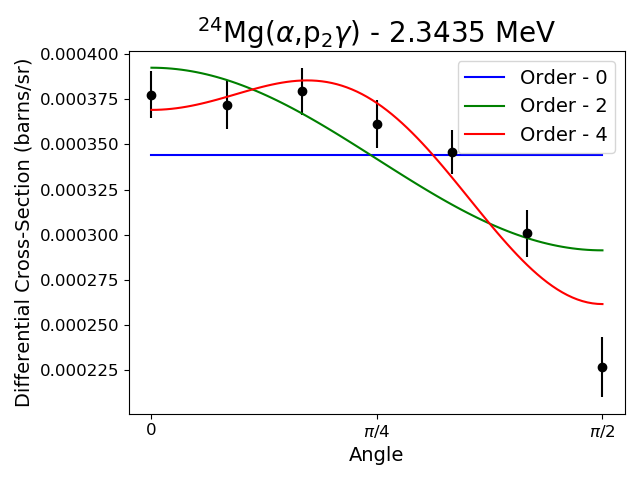 ²⁴Mg(α,p₂γ) - 2.3435 MeV
Differential Cross-Section (barns/sr)
0.000400
0.000375
0.000350
0.000325
0.000300
0.000275
0.000250
0.000225
Order - 0
Order - 2
Order - 4
0 π/4 π/2
Angle